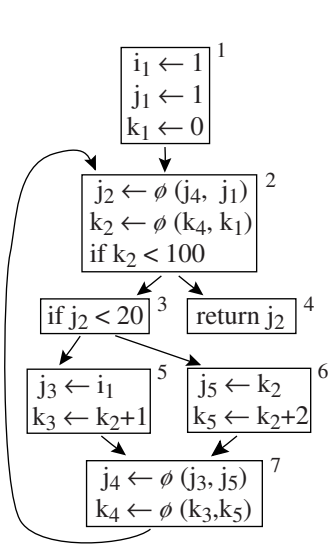 1
i₁ ← 1
j₁ ← 1
k₁ ← 0
2
j₂ ← ϕ (j₄, j₁)
k₂ ← ϕ (k₄, k₁)
if k₂ < 100
3
if j₂ < 20
4
return j₂
5
j₃ ← i₁
k₃ ← k₂+1
6
j₅ ← k₂
k₅ ← k₂+2
7
j₄ ← ϕ (j₃, j₅)
k₄ ← ϕ (k₃,k₅)